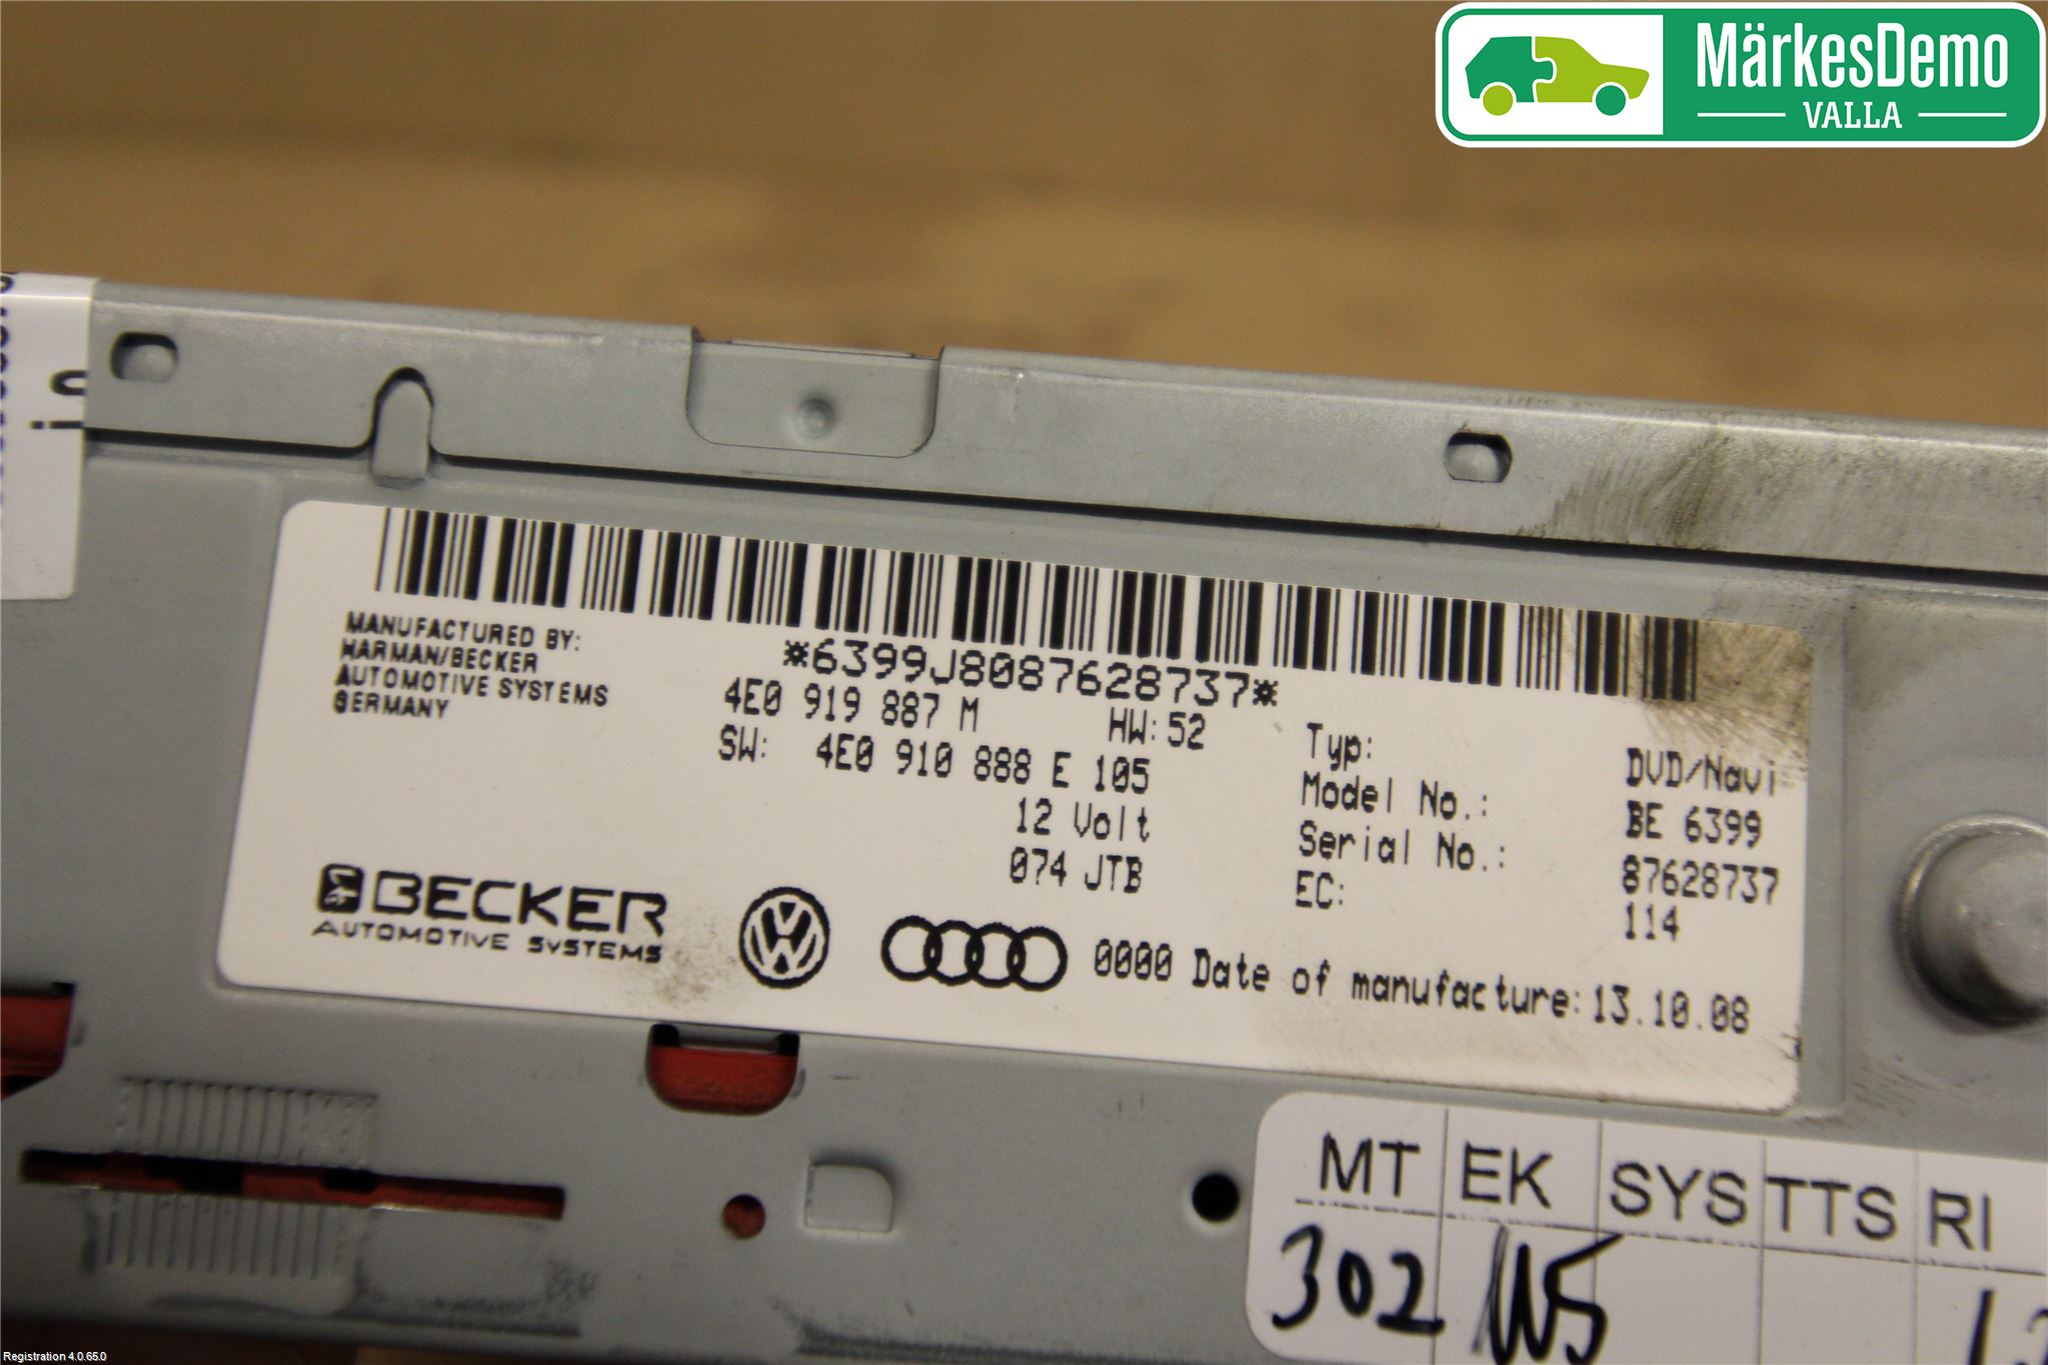 MärkesDemo
VALLA
MANUFACTURED BY:
HARMAN/BECKER
AUTOMOTIVE SYSTEMS
GERMANY
*6399J8087628737*
4E0 919 887 M HW: 52
SW: 4E0 910 888 E 105
12 Volt
074 JTB
Typ: DVD/Navi
Model No.: BE 6399
Serial No.: 87628737
EC: 114
BECKER
AUTOMOTIVE SYSTEMS
0000 Date of manufacture: 13.10.08
MT EK SYS TTS RI
302
Registration 4.0.65.0